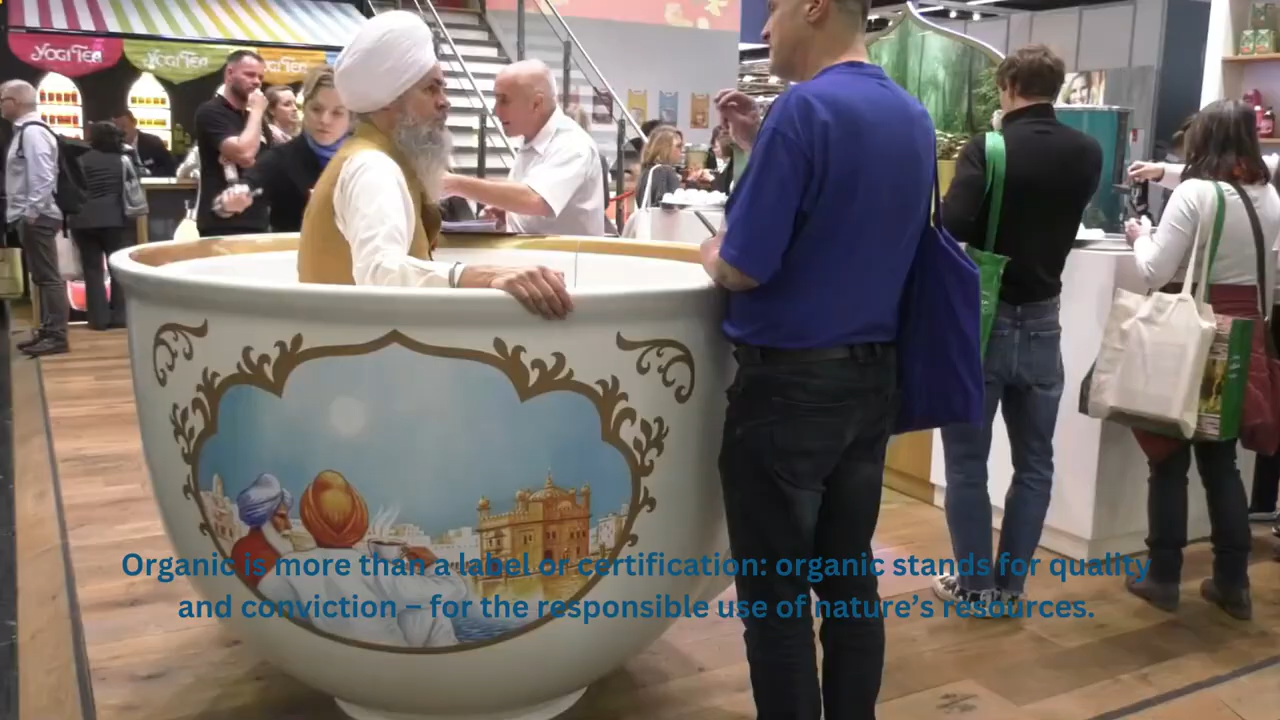 YOGI TEA
YOGI TEA
YOGI TEA
Organic is more than a label or certification: organic stands for quality
and conviction – for the responsible use of nature’s resources.